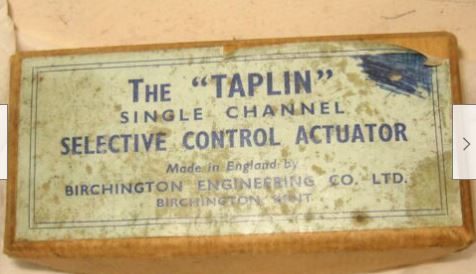 THE "TAPLIN"
SINGLE CHANNEL
SELECTIVE CONTROL ACTUATOR
Made in England by
BIRCHINGTON ENGINEERING CO. LTD.
BIRCHINGTON, KENT